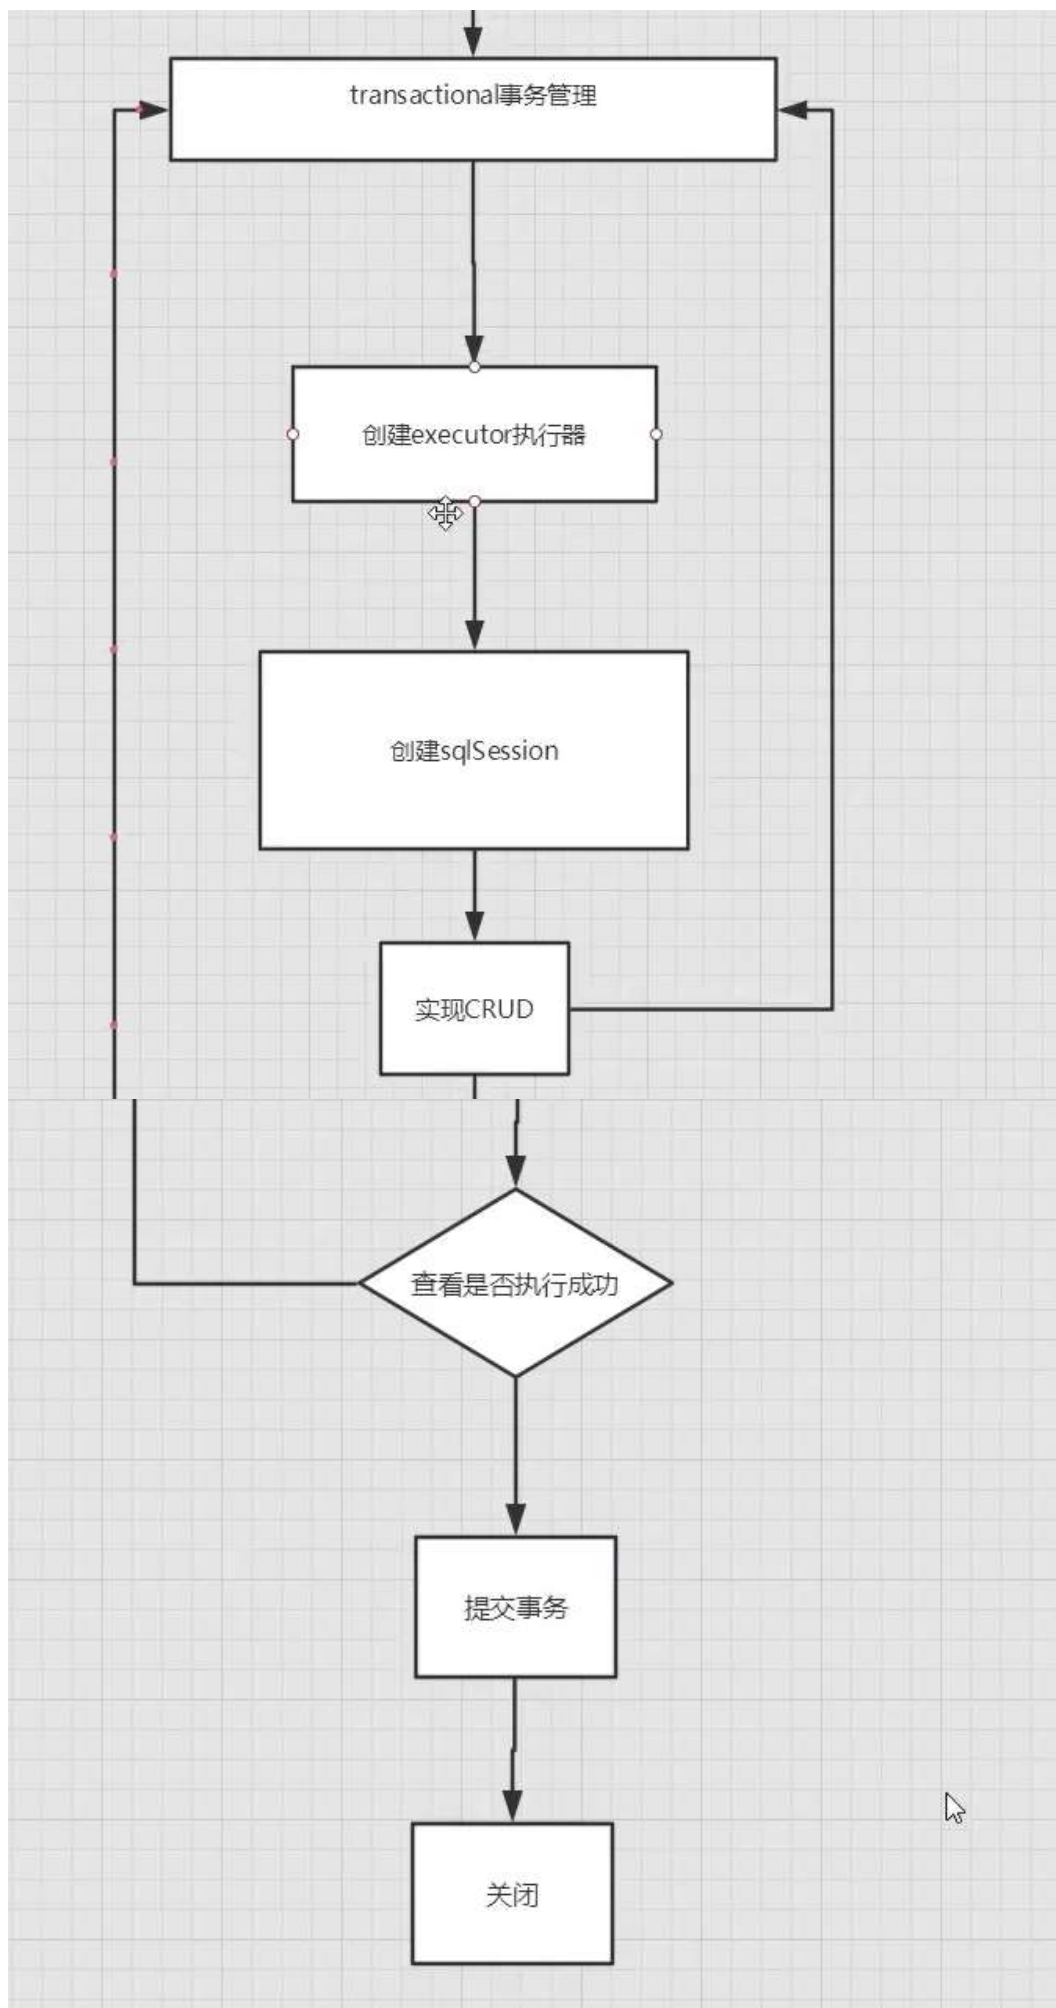 transactional事务管理
创建executor执行器
创建sqlSession
实现CRUD
查看是否执行成功
提交事务
关闭